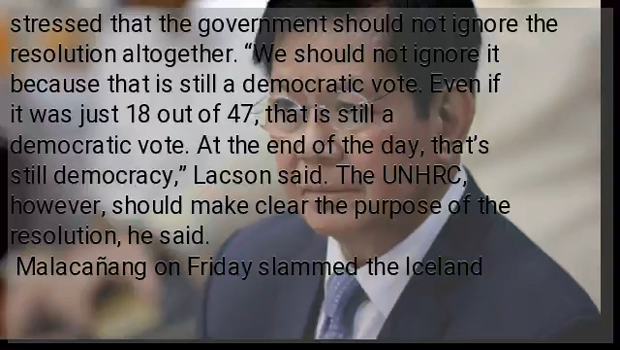 stressed that the government should not ignore the
resolution altogether. “We should not ignore it
because that is still a democratic vote. Even if
it was just 18 out of 47, that is still a
democratic vote. At the end of the day, that’s
still democracy,” Lacson said. The UNHRC,
however, should make clear the purpose of the
resolution, he said.
Malacañang on Friday slammed the Iceland